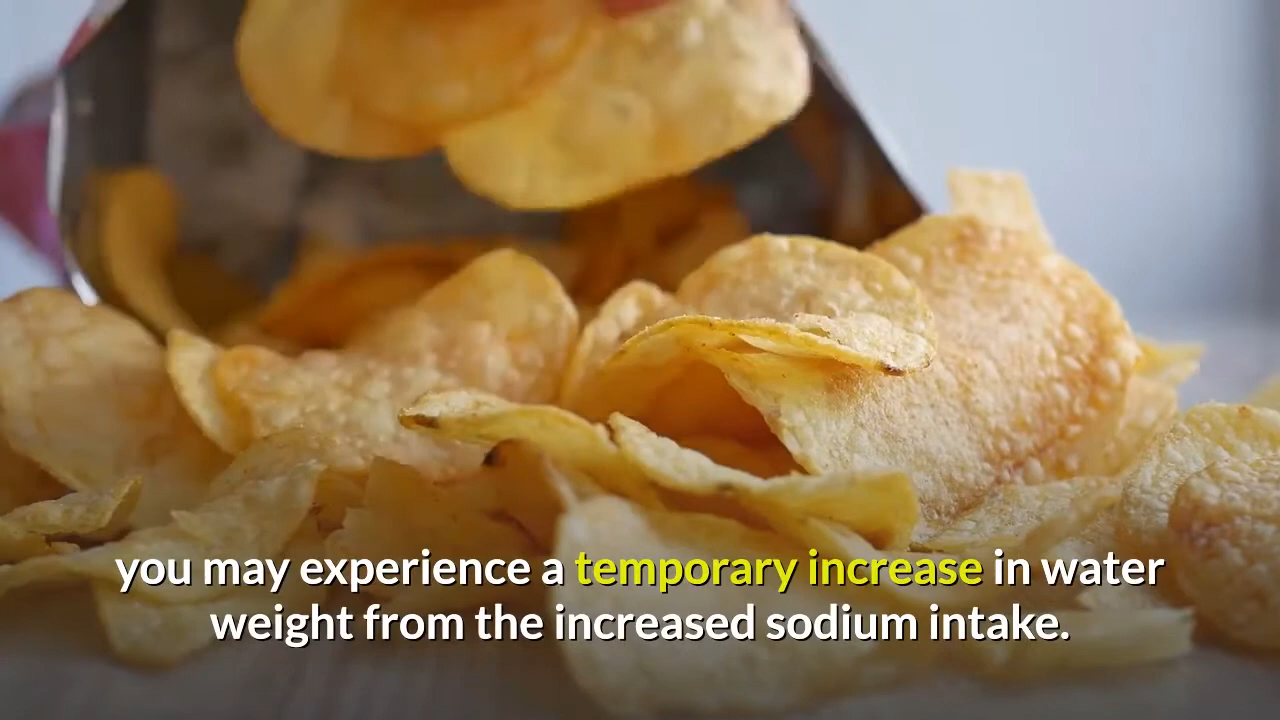 you may experience a temporary increase in water
weight from the increased sodium intake.